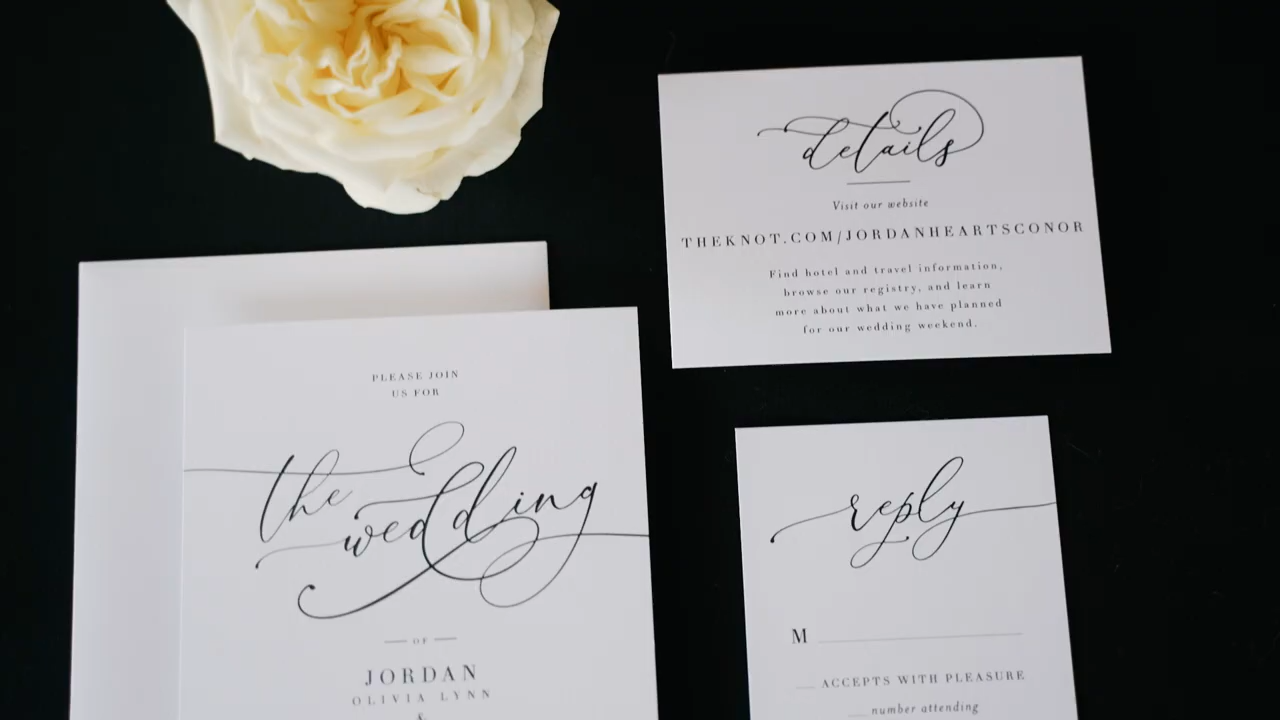 details
Visit our website
THEKNOT.COM/JORDANHEARTSCONOR
Find hotel and travel information,
browse our registry, and learn
more about what we have planned
for our wedding weekend.
PLEASE JOIN
US FOR
the
wedding
OF
JORDAN
OLIVIA LYNN
&
reply
M
ACCEPTS WITH PLEASURE
number attending